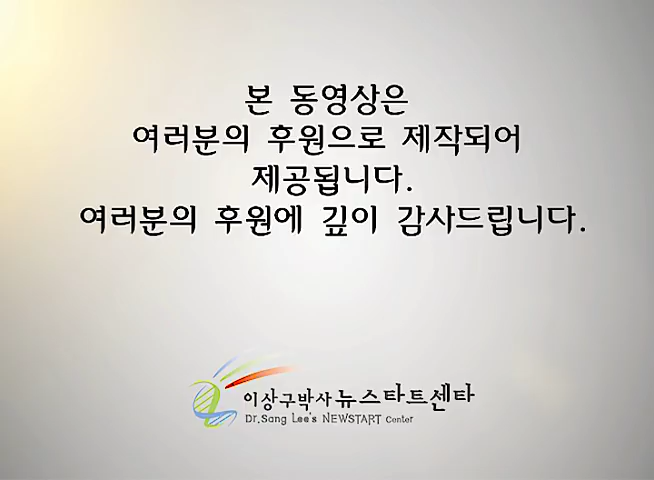 본 동영상은
여러분의 후원으로 제작되어
제공됩니다.
여러분의 후원에 깊이 감사드립니다.
이상구박사 뉴스타트센타
Dr.Sang Lee's NEWSTART Center